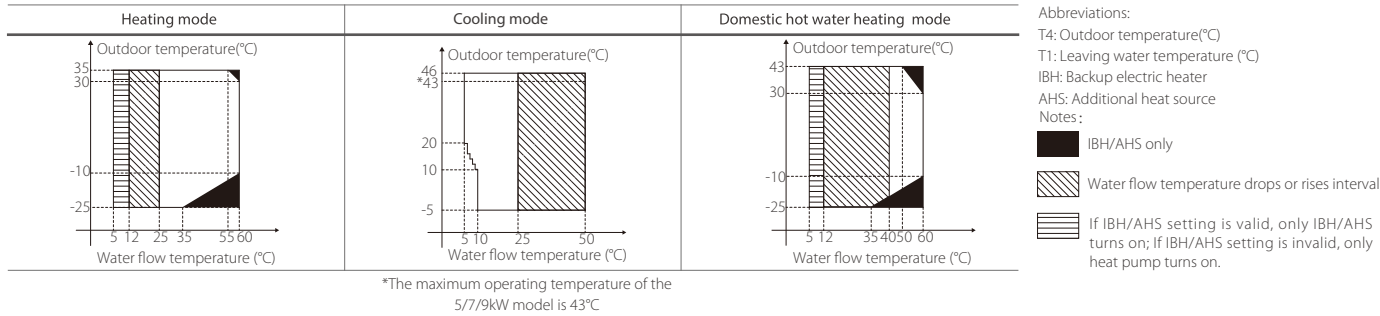 Heating mode
Cooling mode
Domestic hot water heating mode
Outdoor temperature(°C)
35
30
-10
-25
5 12 25 35 55 60
Water flow temperature (°C)
Outdoor temperature(°C)
46
*43
20
10
-5
5 10 25 50
Water flow temperature (°C)
Outdoor temperature(°C)
43
30
-10
-25
5 12 35 40 50 60
Water flow temperature (°C)
*The maximum operating temperature of the
5/7/9kW model is 43°C
Abbreviations:
T4: Outdoor temperature(°C)
T1: Leaving water temperature (°C)
IBH: Backup electric heater
AHS: Additional heat source
Notes:
IBH/AHS only
Water flow temperature drops or rises interval
If IBH/AHS setting is valid, only IBH/AHS
turns on; If IBH/AHS setting is invalid, only
heat pump turns on.